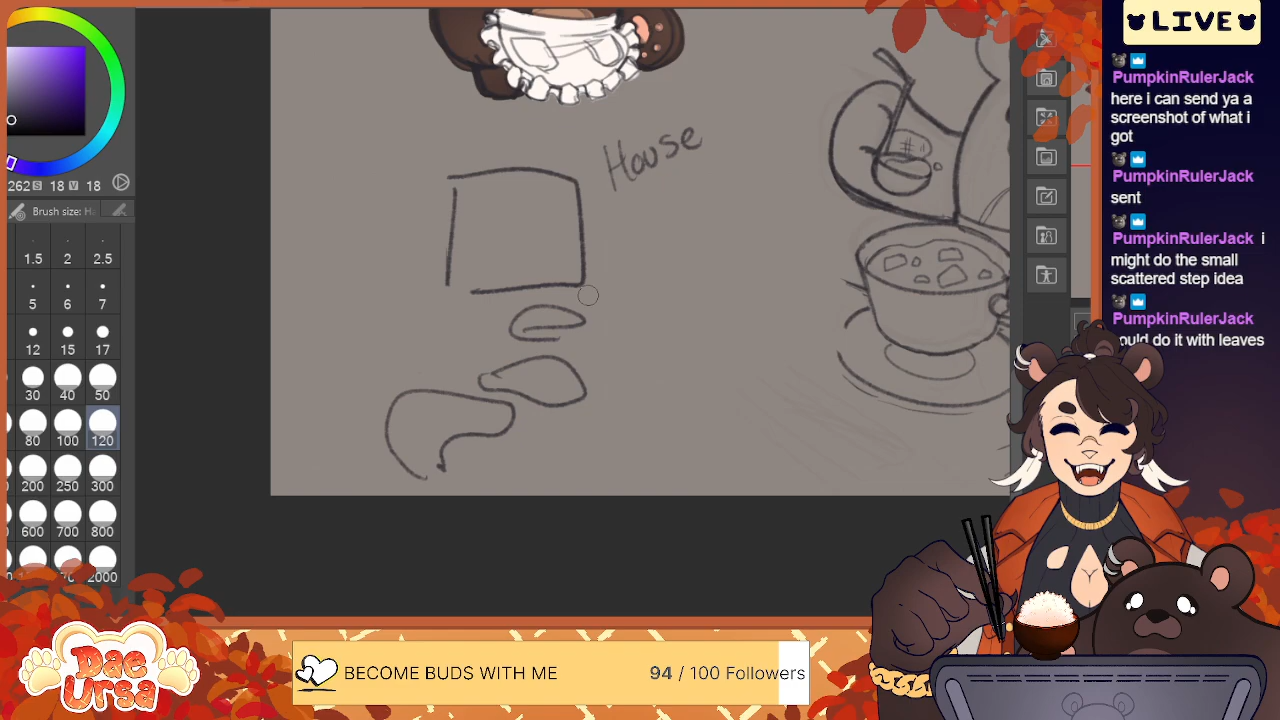 LIVE
PumpkinRulerJack
here i can send ya a
screenshot of what i
got
PumpkinRulerJack
sent
PumpkinRulerJack i
might do the small
scattered step idea
PumpkinRulerJack
ould do it with leaves
House
262 S 18 V 18
Brush size:
1.5 2 2.5
5 6 7
12 15 17
30 40 50
80 100 120
200 250 300
600 700 800
2000
Dae
Ursa
BECOME BUDS WITH ME
94 / 100 Followers